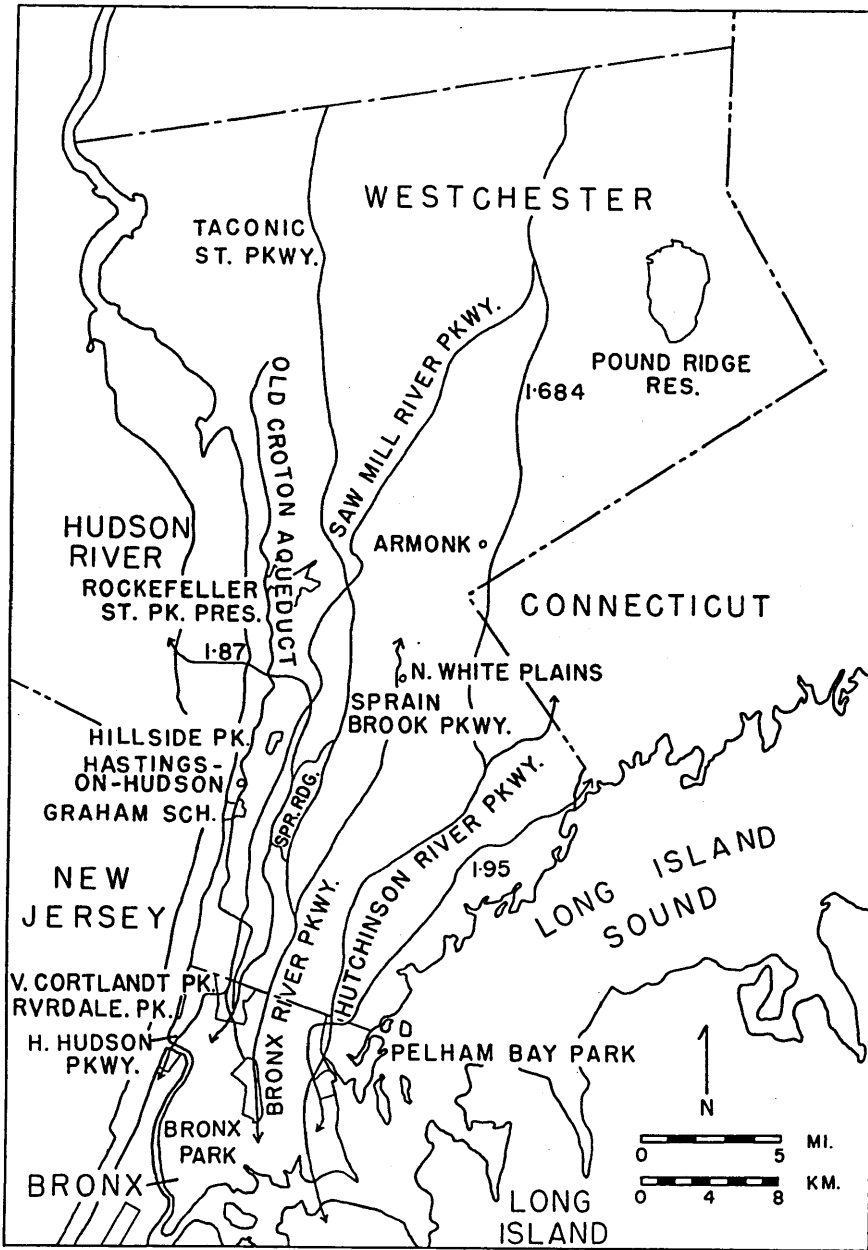 WESTCHESTER
TACONIC
ST. PKWY.
POUND RIDGE
RES.
SAW MILL RIVER PKWY.
I-684
OLD CROTON AQUEDUCT
HUDSON
RIVER
ARMONK
ROCKEFELLER
ST. PK. PRES.
CONNECTICUT
I-87
N. WHITE PLAINS
SPRAIN
BROOK PKWY.
HILLSIDE PK.
HASTINGS-
ON-HUDSON
GRAHAM SCH.
SPR. RDG.
HUTCHINSON RIVER PKWY.
I-95
LONG ISLAND
SOUND
NEW
JERSEY
BRONX RIVER PKWY.
V. CORTLANDT PK.
RVRDALE. PK.
H. HUDSON
PKWY.
PELHAM BAY PARK
N
BRONX
PARK
0 5 MI.
0 4 8 KM.
BRONX
LONG
ISLAND